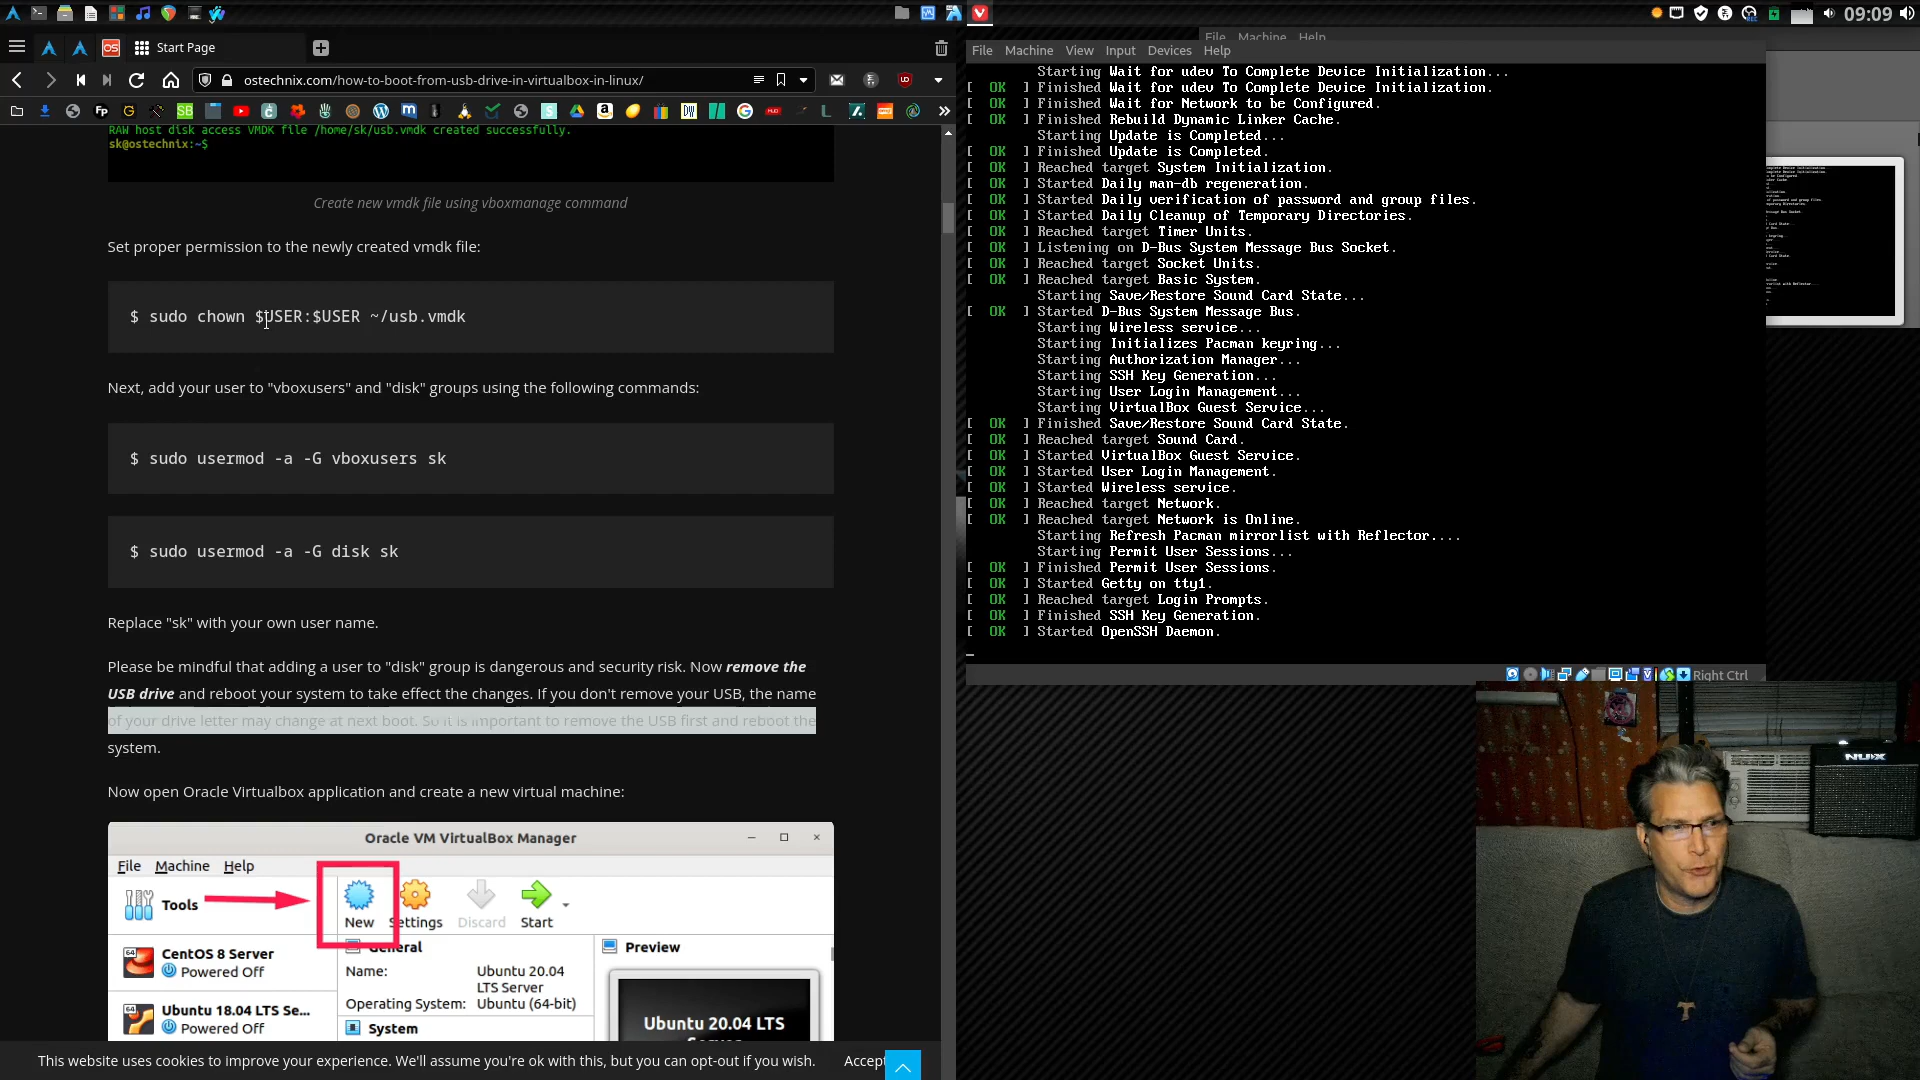 09:09
Start Page
ostechnix.com/how-to-boot-from-usb-drive-in-virtualbox-in-linux/
RAW host disk access VMDK file /home/sk/usb.vmdk created successfully.
sk@ostechnix:~$
Create new vmdk file using vboxmanage command
Set proper permission to the newly created vmdk file:
$ sudo chown $USER:$USER ~/usb.vmdk
Next, add your user to "vboxusers" and "disk" groups using the following commands:
$ sudo usermod -a -G vboxusers sk
$ sudo usermod -a -G disk sk
Replace "sk" with your own user name.
Please be mindful that adding a user to "disk" group is dangerous and security risk. Now remove the
USB drive and reboot your system to take effect the changes. If you don't remove your USB, the name
of your drive letter may change at next boot. So it is important to remove the USB first and reboot the
system.
Now open Oracle Virtualbox application and create a new virtual machine:
Oracle VM VirtualBox Manager
File Machine Help
Tools
New Settings Discard Start
General
Preview
CentOS 8 Server
Powered Off
Name: Ubuntu 20.04
LTS Server
Operating System: Ubuntu (64-bit)
Ubuntu 18.04 LTS Se...
Powered Off
System
Ubuntu 20.04 LTS
This website uses cookies to improve your experience. We'll assume you're ok with this, but you can opt-out if you wish. Accept
File Machine Help
File Machine View Input Devices Help
Starting Wait for udev To Complete Device Initialization...
[ OK ] Finished Wait for udev To Complete Device Initialization.
[ OK ] Finished Wait for Network to be Configured.
[ OK ] Finished Rebuild Dynamic Linker Cache.
Starting Update is Completed...
[ OK ] Finished Update is Completed.
[ OK ] Reached target System Initialization.
[ OK ] Started Daily man-db regeneration.
[ OK ] Started Daily verification of password and group files.
[ OK ] Started Daily Cleanup of Temporary Directories.
[ OK ] Reached target Timer Units.
[ OK ] Listening on D-Bus System Message Bus Socket.
[ OK ] Reached target Socket Units.
[ OK ] Reached target Basic System.
Starting Save/Restore Sound Card State...
[ OK ] Started D-Bus System Message Bus.
Starting Wireless service...
Starting Initializes Pacman keyring...
Starting Authorization Manager...
Starting SSH Key Generation...
Starting User Login Management...
Starting VirtualBox Guest Service...
[ OK ] Finished Save/Restore Sound Card State.
[ OK ] Reached target Sound Card.
[ OK ] Started VirtualBox Guest Service.
[ OK ] Started User Login Management.
[ OK ] Started Wireless service.
[ OK ] Reached target Network.
[ OK ] Reached target Network is Online.
Starting Refresh Pacman mirrorlist with Reflector....
Starting Permit User Sessions...
[ OK ] Finished Permit User Sessions.
[ OK ] Started Getty on tty1.
[ OK ] Reached target Login Prompts.
[ OK ] Finished SSH Key Generation.
[ OK ] Started OpenSSH Daemon.
Right Ctrl
NUX